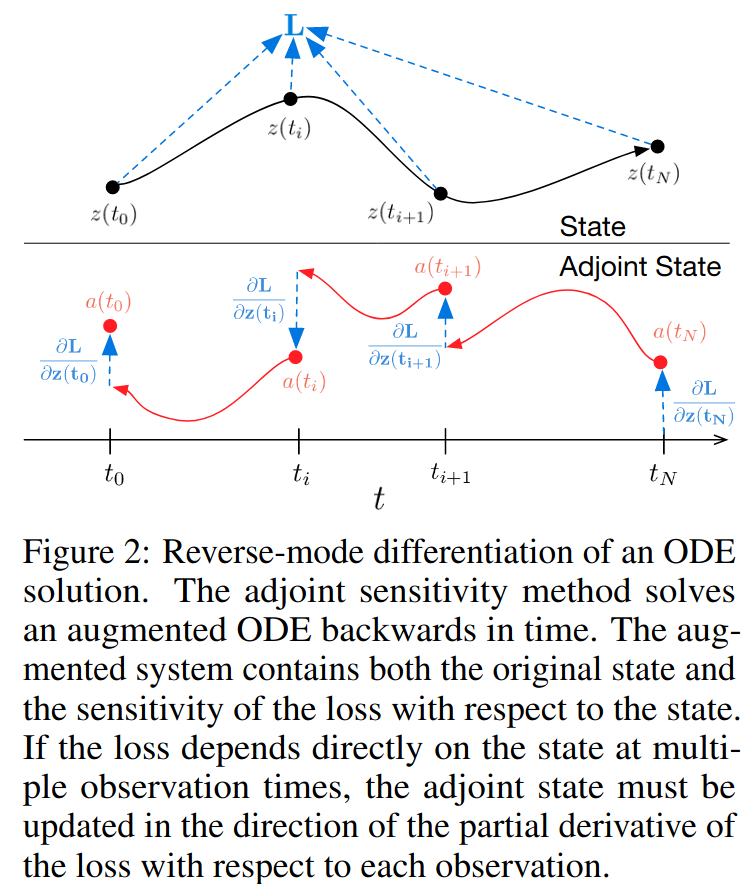 L
z(t_i)
z(t_0)
z(t_{i+1})
z(t_N)
State
Adjoint State
a(t_0)
∂L/∂z(t_i)
a(t_{i+1})
∂L/∂z(t_0)
a(t_i)
∂L/∂z(t_{i+1})
a(t_N)
∂L/∂z(t_N)
t_0
t_i
t_{i+1}
t_N
t
Figure 2: Reverse-mode differentiation of an ODE
solution. The adjoint sensitivity method solves
an augmented ODE backwards in time. The aug-
mented system contains both the original state and
the sensitivity of the loss with respect to the state.
If the loss depends directly on the state at multi-
ple observation times, the adjoint state must be
updated in the direction of the partial derivative of
the loss with respect to each observation.